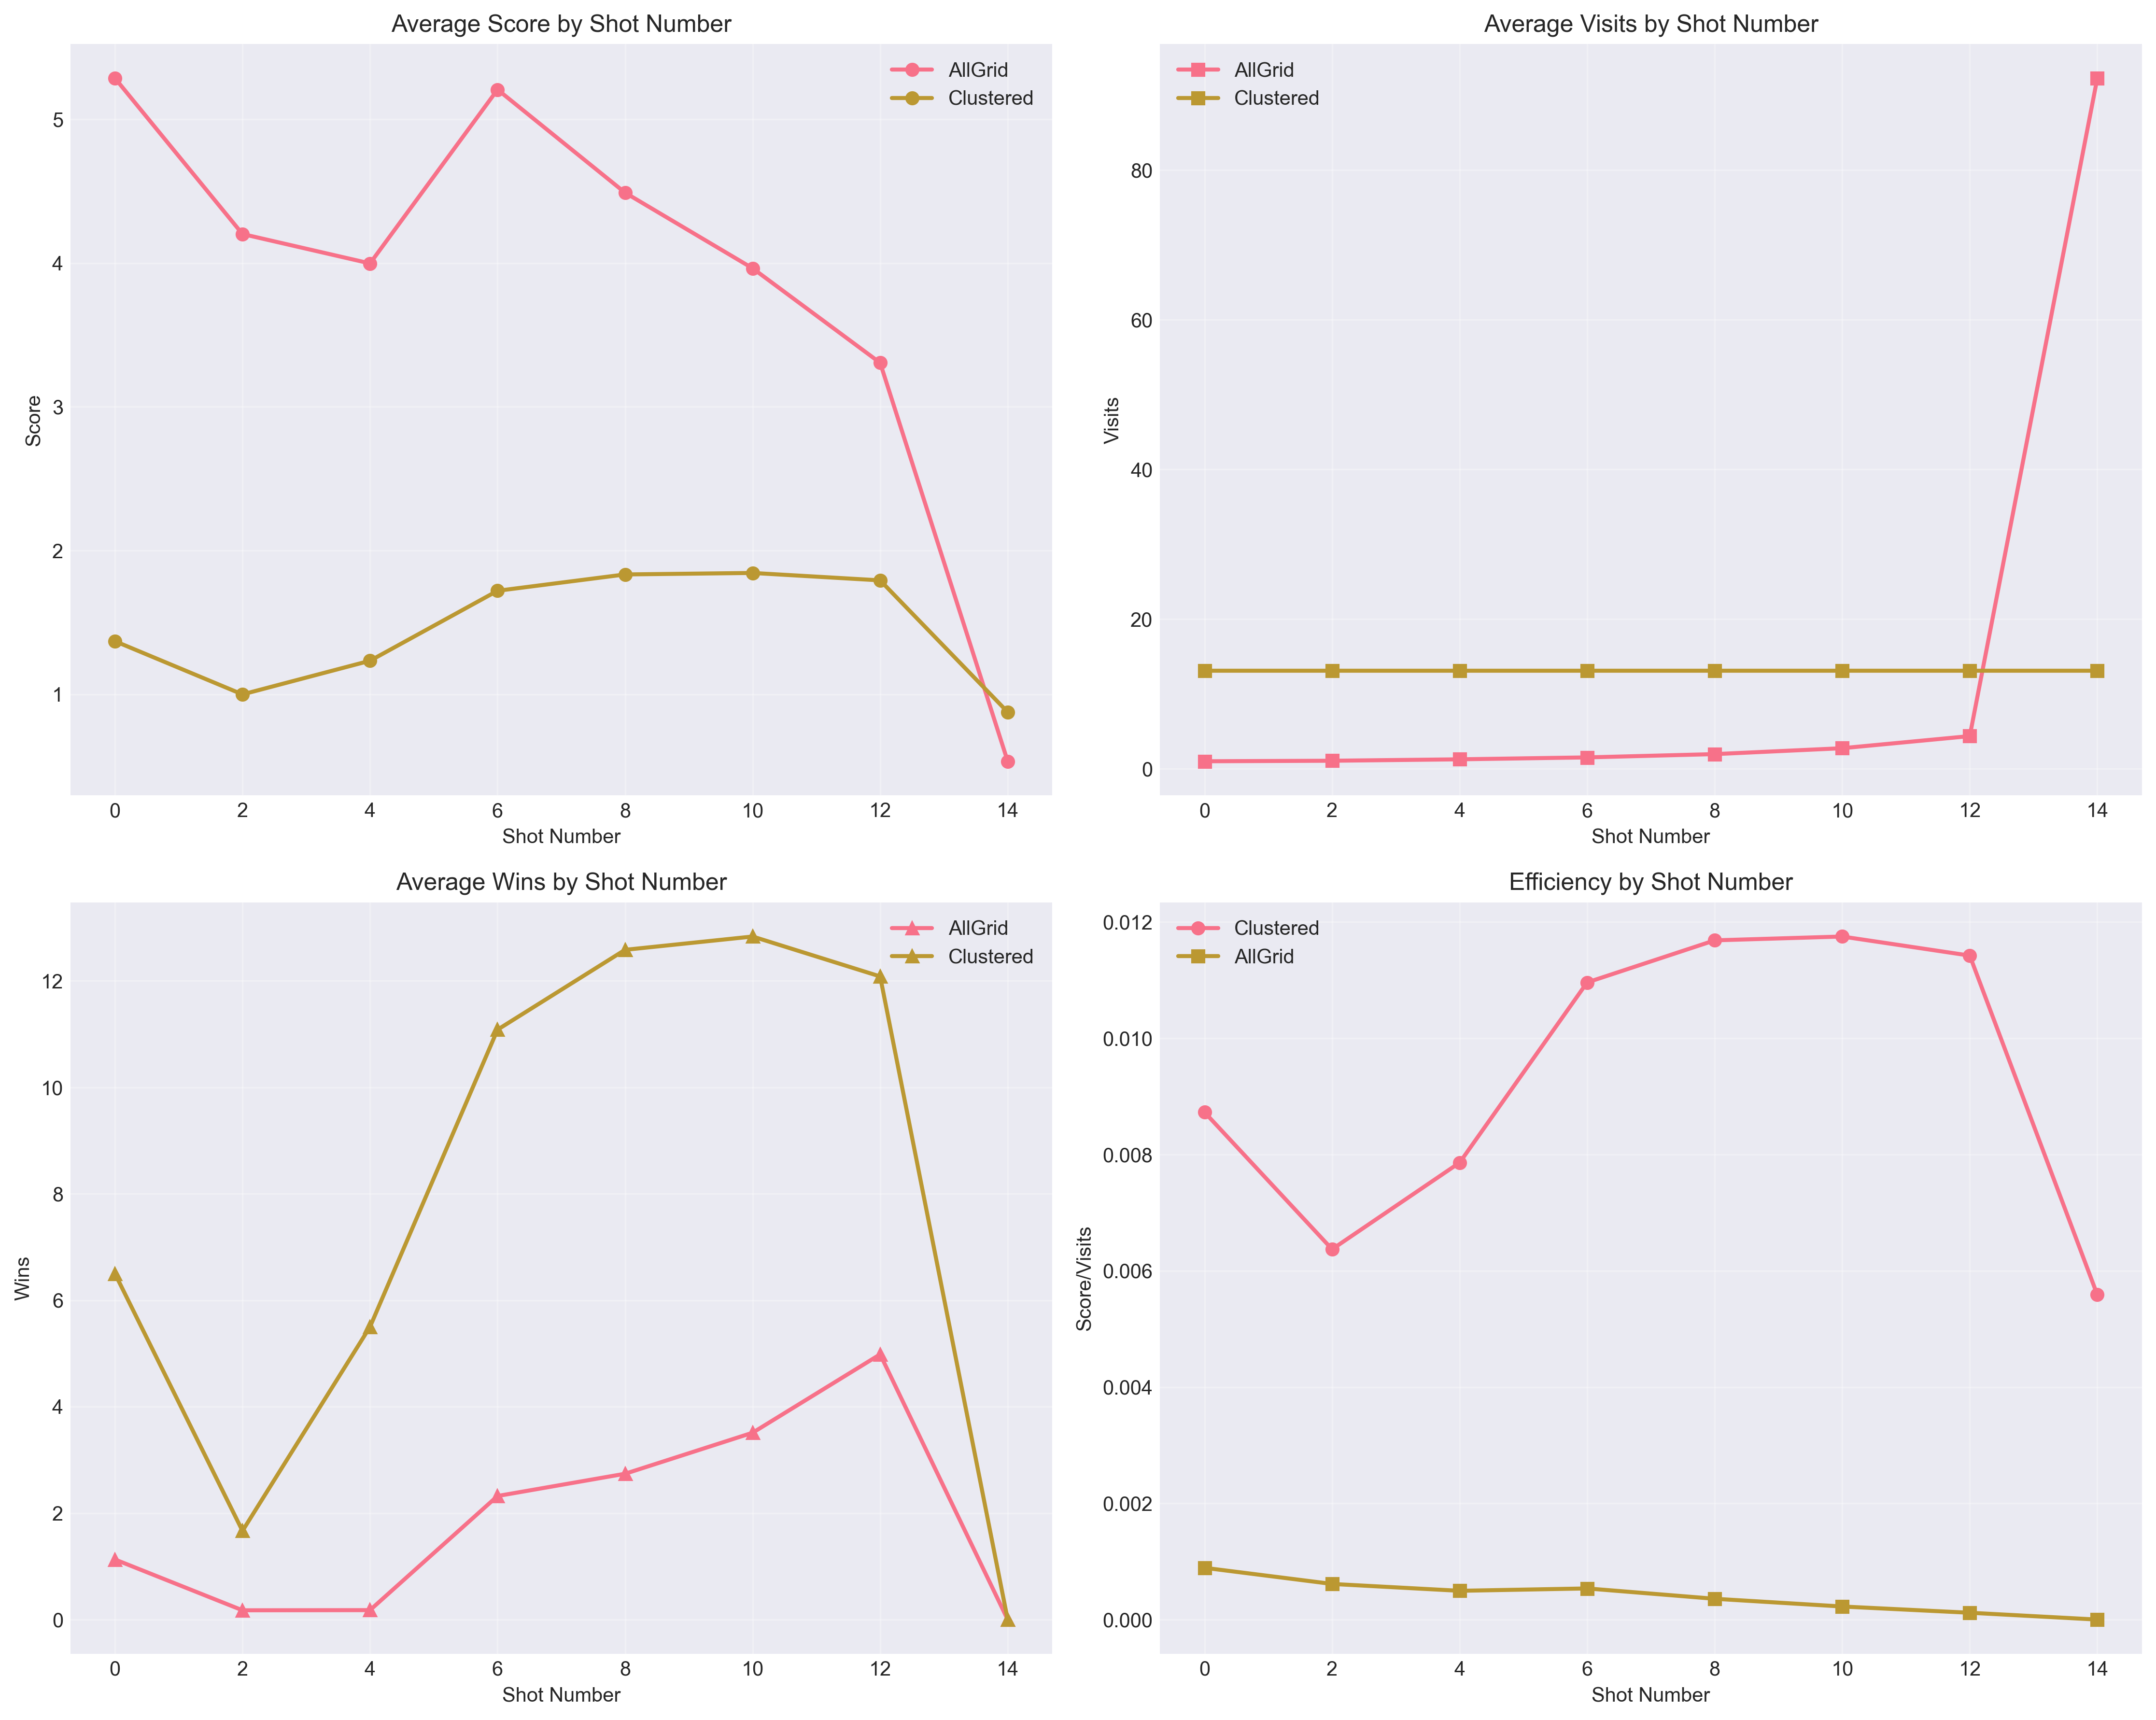 Average Score by Shot Number
AllGrid
Clustered
5
4
3
2
1
Score
0 2 4 6 8 10 12 14
Shot Number
Average Visits by Shot Number
AllGrid
Clustered
80
60
40
20
0
Visits
0 2 4 6 8 10 12 14
Shot Number
Average Wins by Shot Number
AllGrid
Clustered
12
10
8
6
4
2
0
Wins
0 2 4 6 8 10 12 14
Shot Number
Efficiency by Shot Number
Clustered
AllGrid
0.012
0.010
0.008
0.006
0.004
0.002
0.000
Score/Visits
0 2 4 6 8 10 12 14
Shot Number